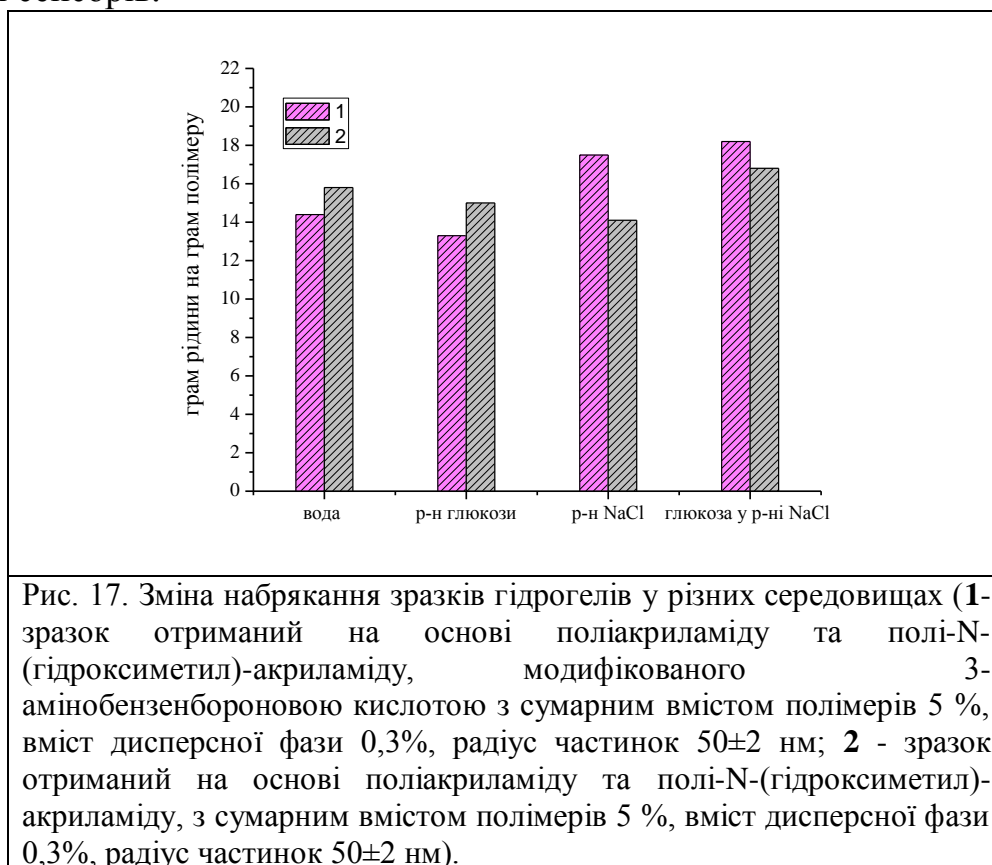 22
20
18
16
14
12
10
8
6
4
2
0
грам рідини на грам полімеру
1
2
вода
р-н глюкози
р-н NaCl
глюкоза у р-ні NaCl
Рис. 17. Зміна набрякання зразків гідрогелів у різних середовищах (1-
зразок отриманий на основі поліакриламіду та полі-N-
(гідроксиметил)-акриламіду, модифікованого 3-
амінобензенбороновою кислотою з сумарним вмістом полімерів 5 %,
вміст дисперсної фази 0,3%, радіус частинок 50±2 нм; 2 - зразок
отриманий на основі поліакриламіду та полі-N-(гідроксиметил)-
акриламіду, з сумарним вмістом полімерів 5 %, вміст дисперсної фази
0,3%, радіус частинок 50±2 нм).